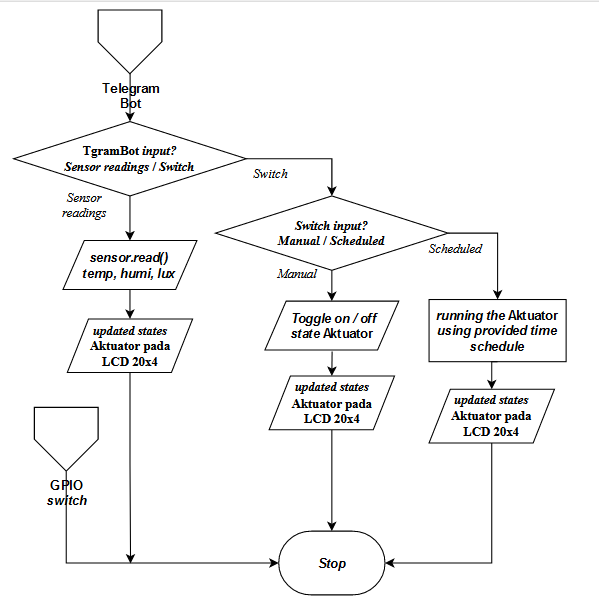 Telegram
Bot
TgramBot input?
Sensor readings / Switch
Switch
Sensor
readings
Switch input?
Manual / Scheduled
Scheduled
Manual
sensor.read()
temp, humi, lux
Toggle on / off
state Aktuator
running the Aktuator
using provided time
schedule
updated states
Aktuator pada
LCD 20x4
updated states
Aktuator pada
LCD 20x4
updated states
Aktuator pada
LCD 20x4
GPIO
switch
Stop